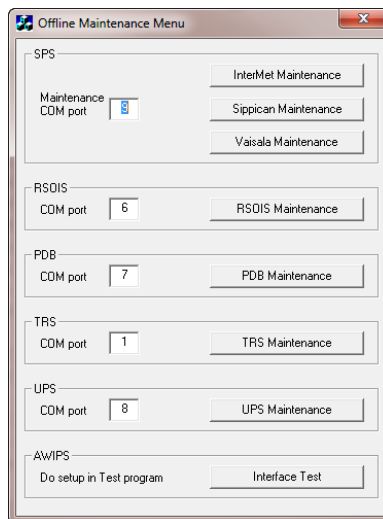 Offline Maintenance Menu
SPS
InterMet Maintenance
Maintenance
COM port
9
Sippican Maintenance
Vaisala Maintenance
RSOIS
COM port 6 RSOIS Maintenance
PDB
COM port 7 PDB Maintenance
TRS
COM port 1 TRS Maintenance
UPS
COM port 8 UPS Maintenance
AWIPS
Do setup in Test program Interface Test